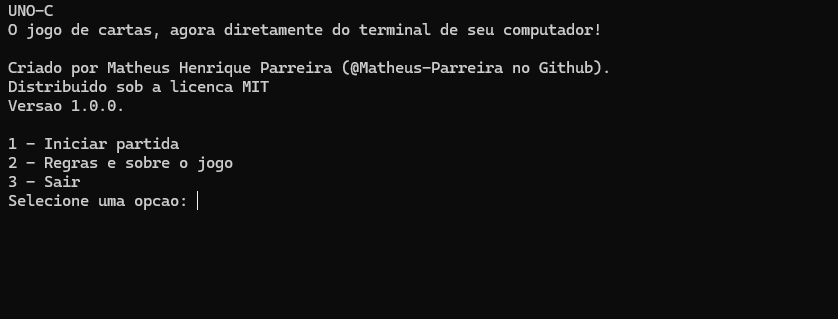 UNO-C
O jogo de cartas, agora diretamente do terminal de seu computador!
Criado por Matheus Henrique Parreira (@Matheus-Parreira no Github).
Distribuido sob a licenca MIT
Versao 1.0.0.
1 - Iniciar partida
2 - Regras e sobre o jogo
3 - Sair
Selecione uma opcao: